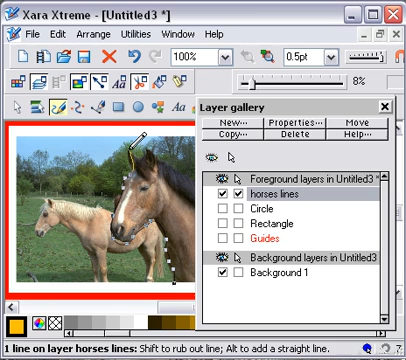 Xara Xtreme - [Untitled3 *]
File Edit Arrange Utilities Window Help
100% 0.5pt
Aα 8%
Aa
Layer gallery
New... Properties... Move
Copy... Delete Help...
Foreground layers in Untitled3 *
horses lines
Circle
Rectangle
Guides
Background layers in Untitled3
Background 1
1 line on layer horses lines: Shift to rub out line; Alt to add a straight line.